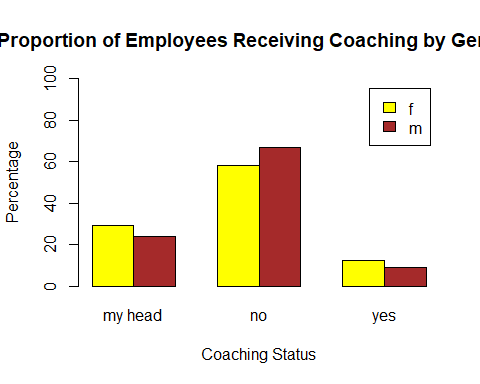 Proportion of Employees Receiving Coaching by Ge
100
80
60
40
20
0
Percentage
f
m
my head no yes
Coaching Status